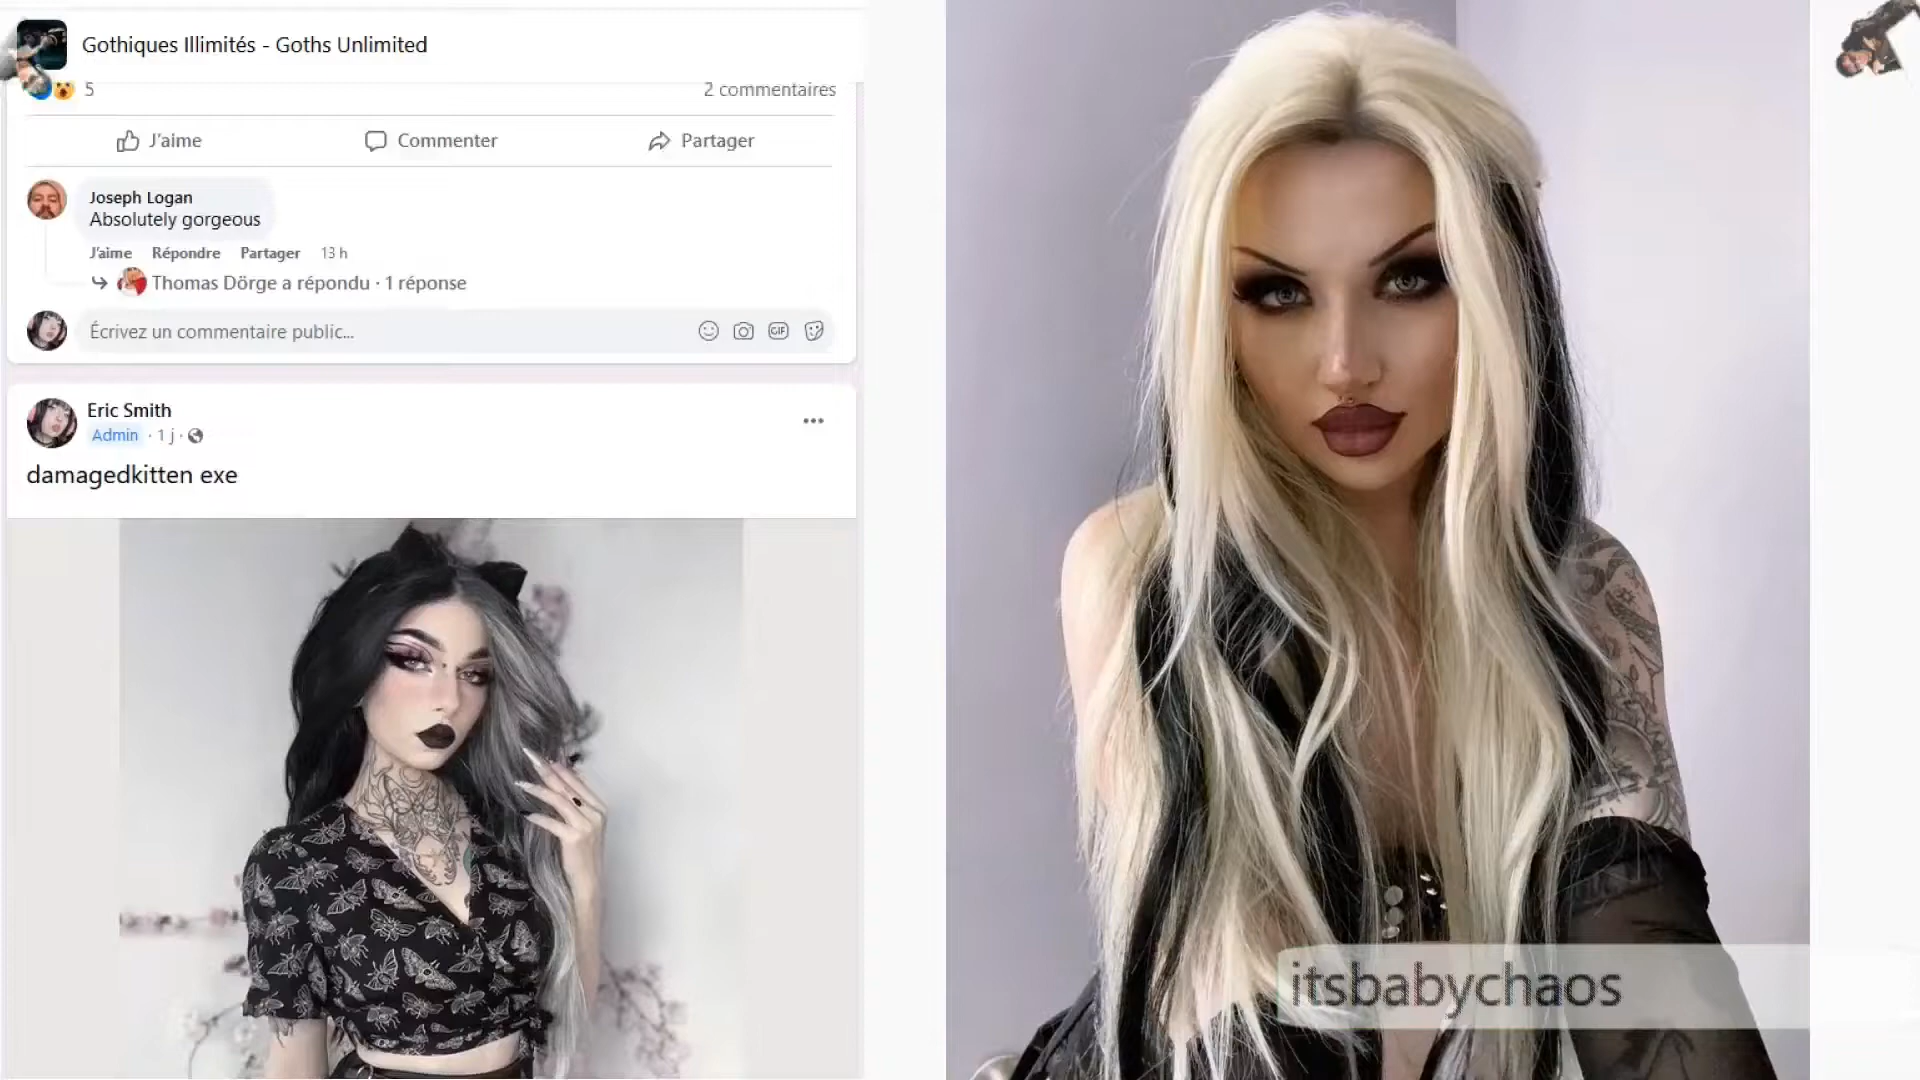 Gothiques Illimités - Goths Unlimited
5
2 commentaires
J'aime
Commenter
Partager
Joseph Logan
Absolutely gorgeous
J'aime Répondre Partager 13 h
Thomas Dörge a répondu · 1 réponse
Écrivez un commentaire public...
GIF
Eric Smith
Admin · 1 j ·
damagedkitten exe
itsbabychaos